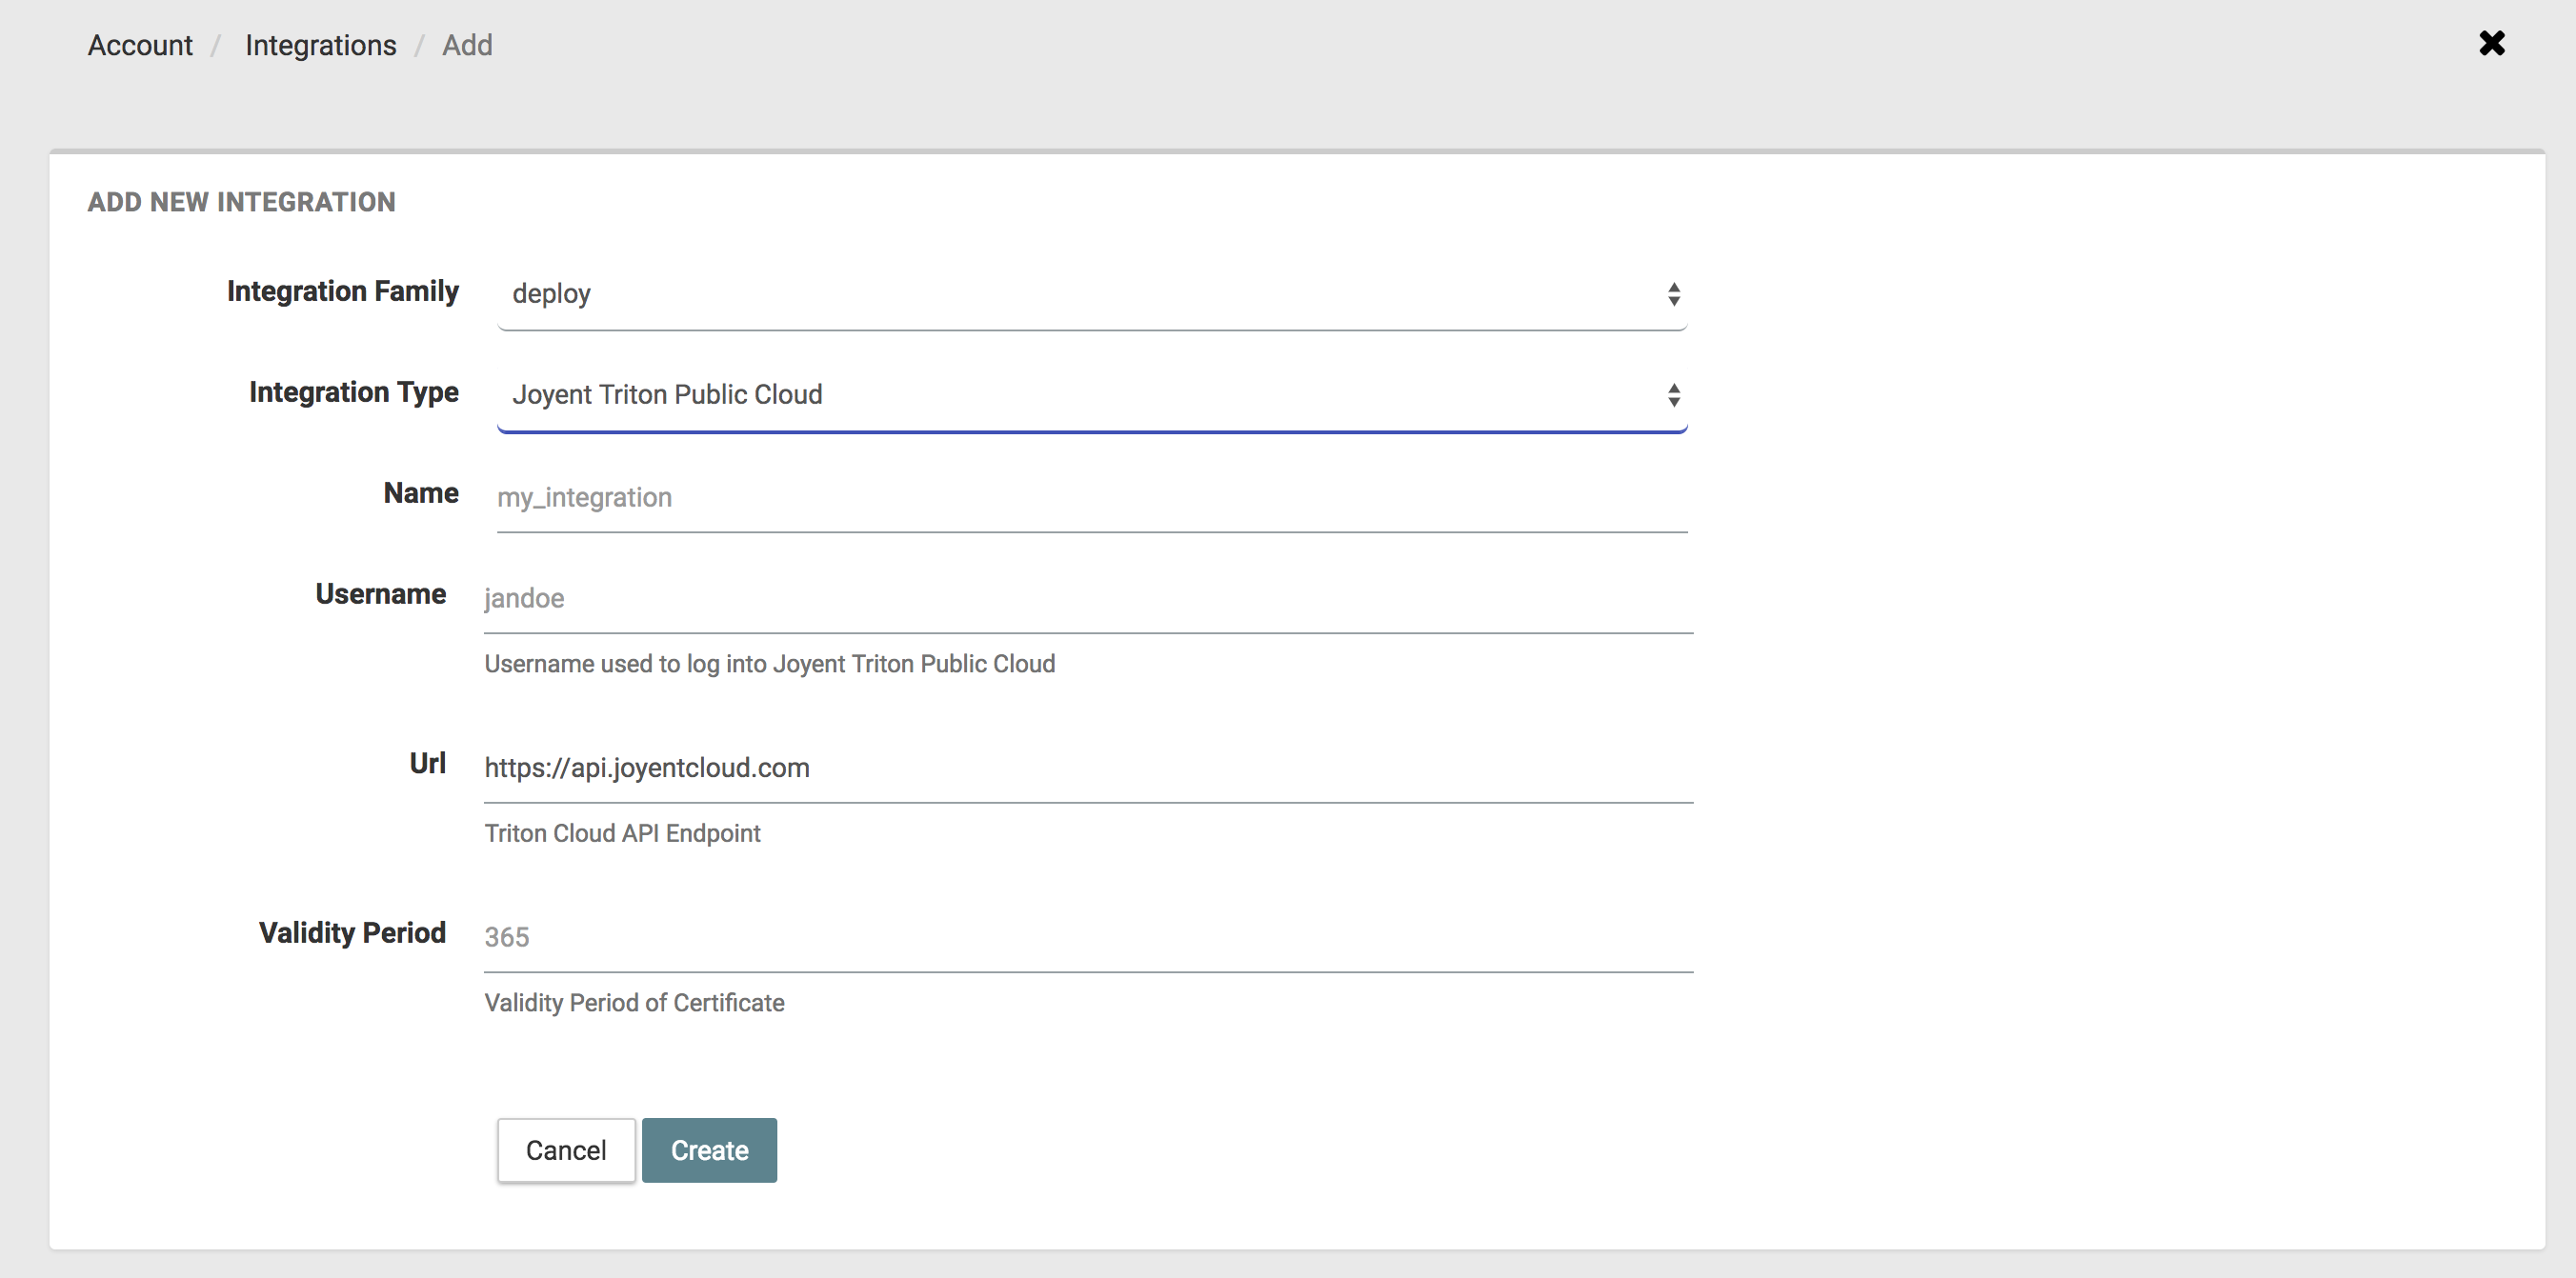 Account / Integrations / Add
ADD NEW INTEGRATION
Integration Family deploy
Integration Type Joyent Triton Public Cloud
Name my_integration
Username jandoe
Username used to log into Joyent Triton Public Cloud
Url https://api.joyentcloud.com
Triton Cloud API Endpoint
Validity Period 365
Validity Period of Certificate
Cancel Create